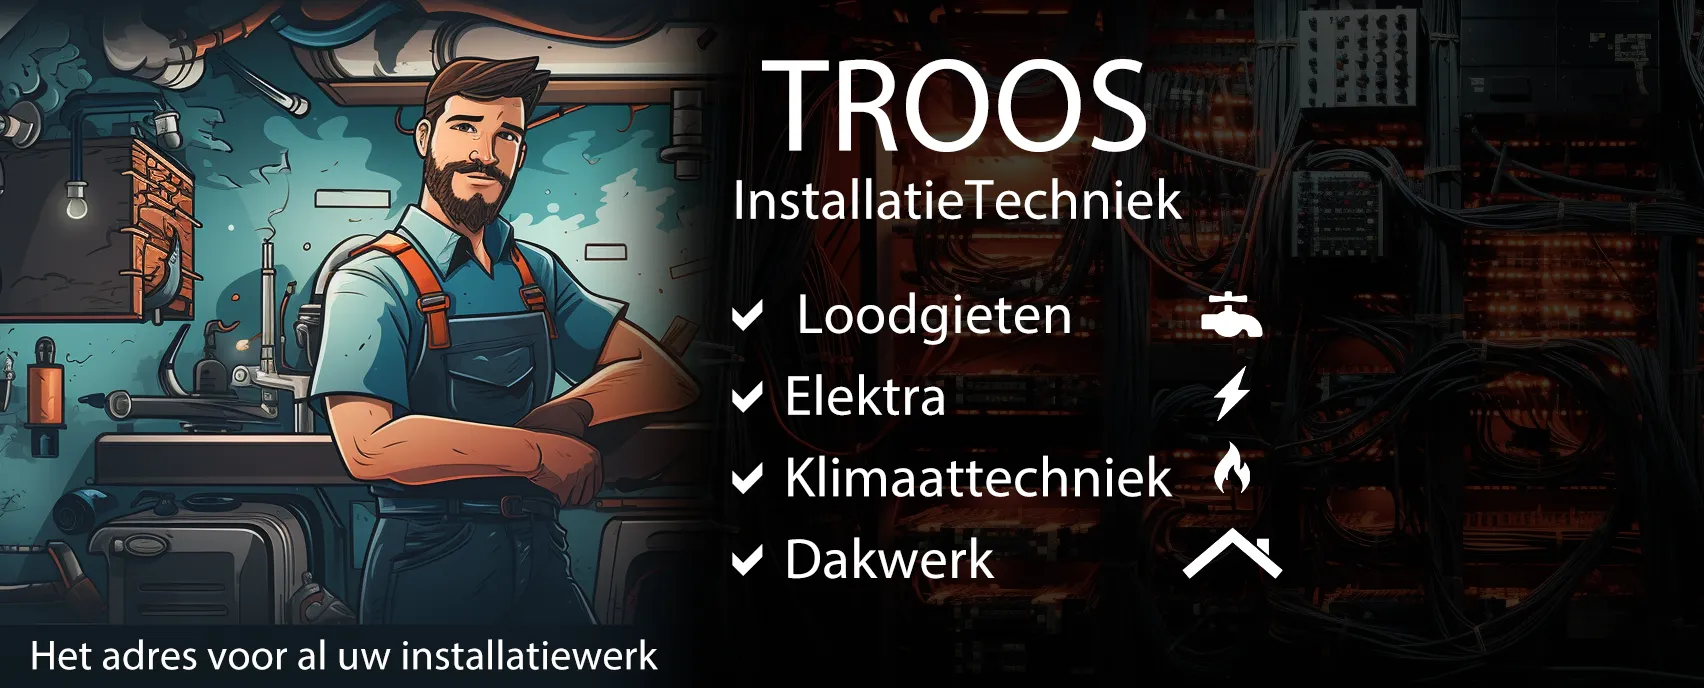 TROOS
InstallatieTechniek
Loodgieten
Elektra
Klimaattechniek
Dakwerk
Het adres voor al uw installatiewerk